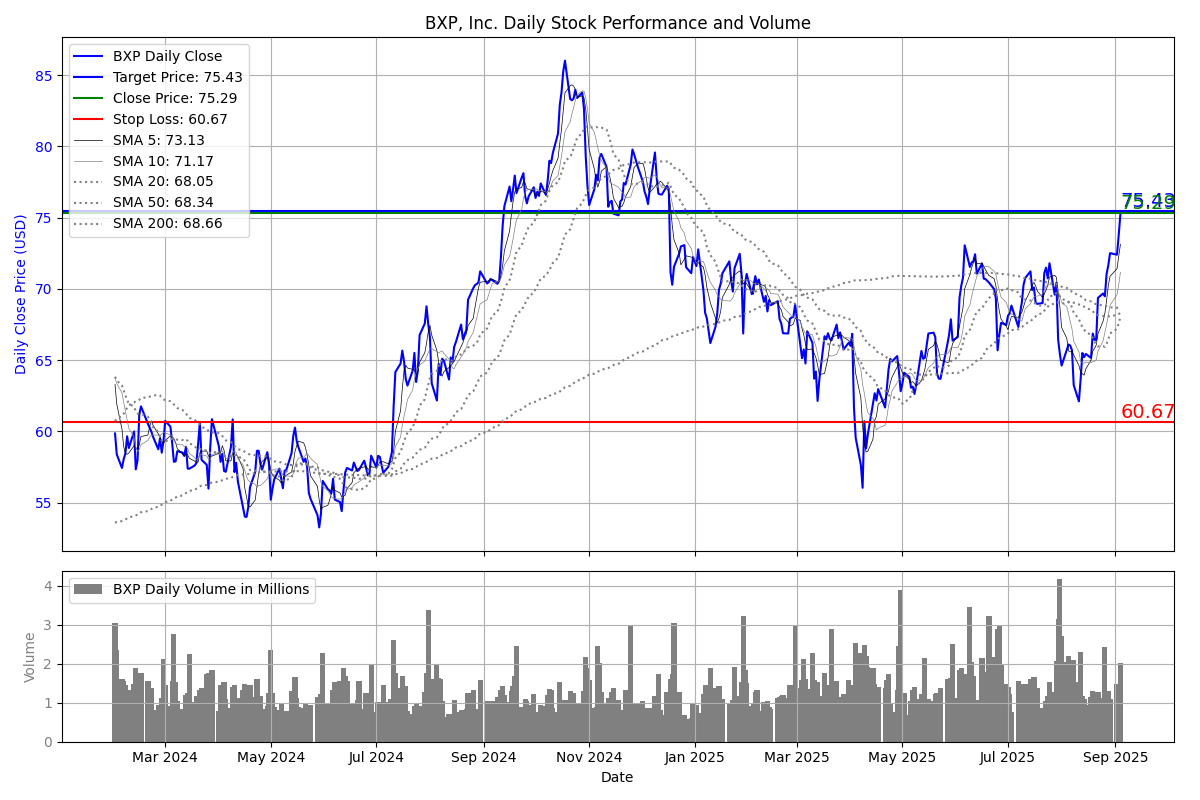 BXP, Inc. Daily Stock Performance and Volume
BXP Daily Close
Target Price: 75.43
Close Price: 75.29
Stop Loss: 60.67
SMA 5: 73.13
SMA 10: 71.17
SMA 20: 68.05
SMA 50: 68.34
SMA 200: 68.66
Daily Close Price (USD)
85
80
75
70
65
60
55
75.43
75.29
60.67
BXP Daily Volume in Millions
Volume
4
3
2
1
0
Mar 2024 May 2024 Jul 2024 Sep 2024 Nov 2024 Jan 2025 Mar 2025 May 2025 Jul 2025 Sep 2025
Date